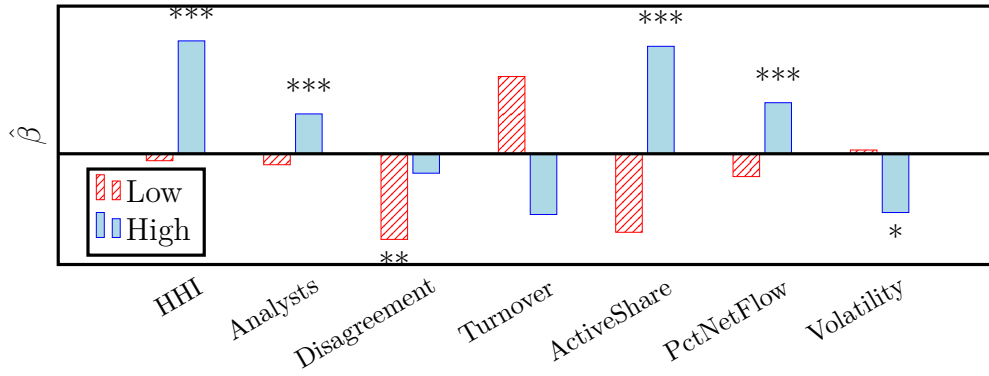 ***
***
***
***
β̂
Low
High
**
*
HHI
Analysts
Disagreement
Turnover
ActiveShare
PctNetFlow
Volatility